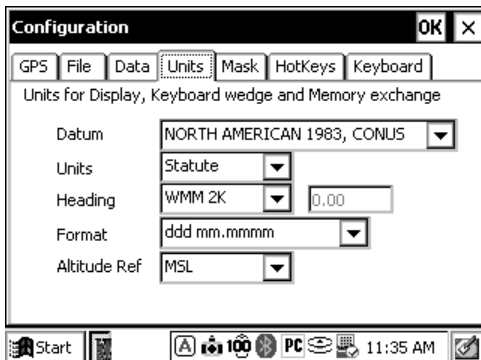 Configuration OK ×
GPS File Data Units Mask HotKeys Keyboard
Units for Display, Keyboard wedge and Memory exchange
Datum NORTH AMERICAN 1983, CONUS
Units Statute
Heading WMM 2K 0.00
Format ddd mm.mmmm
Altitude Ref MSL
Start A 100 PC 11:35 AM